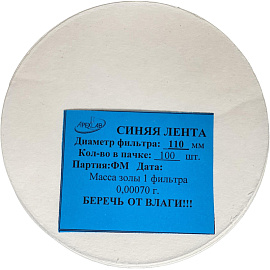 APEXLAB
СИНЯЯ ЛЕНТА
Диаметр фильтра: 110 мм
Кол-во в пачке: 100 шт.
Партия: ФМ Дата:
Масса золы 1 фильтра
0,00070 г.
БЕРЕЧЬ ОТ ВЛАГИ!!!